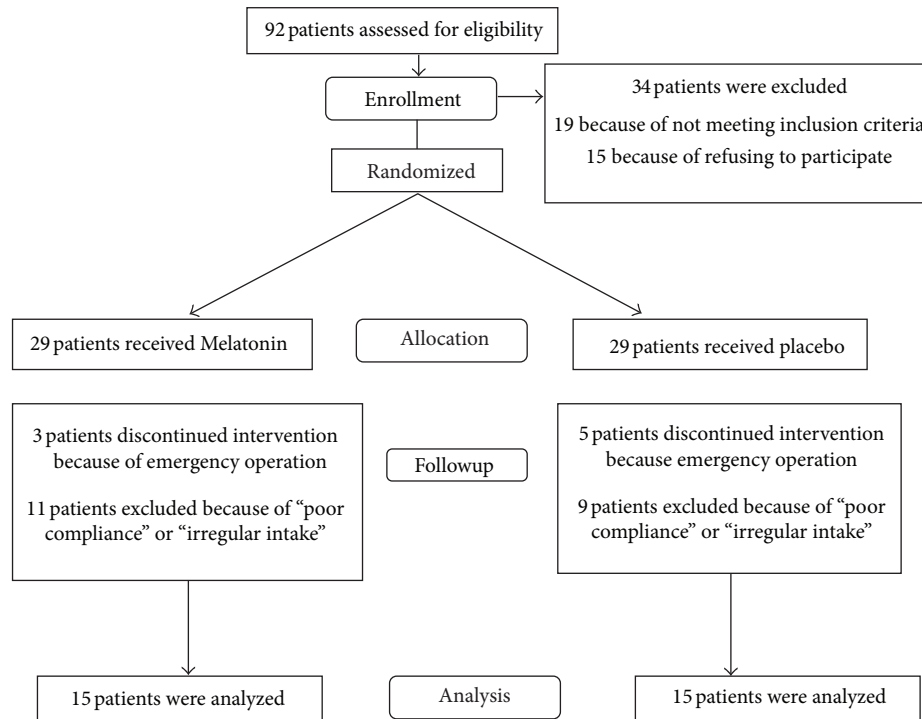 92 patients assessed for eligibility
Enrollment
34 patients were excluded
19 because of not meeting inclusion criteria
15 because of refusing to participate
Randomized
29 patients received Melatonin
Allocation
29 patients received placebo
3 patients discontinued intervention
because of emergency operation
11 patients excluded because of “poor
compliance” or “irregular intake”
Followup
5 patients discontinued intervention
because emergency operation
9 patients excluded because of “poor
compliance” or “irregular intake”
15 patients were analyzed
Analysis
15 patients were analyzed